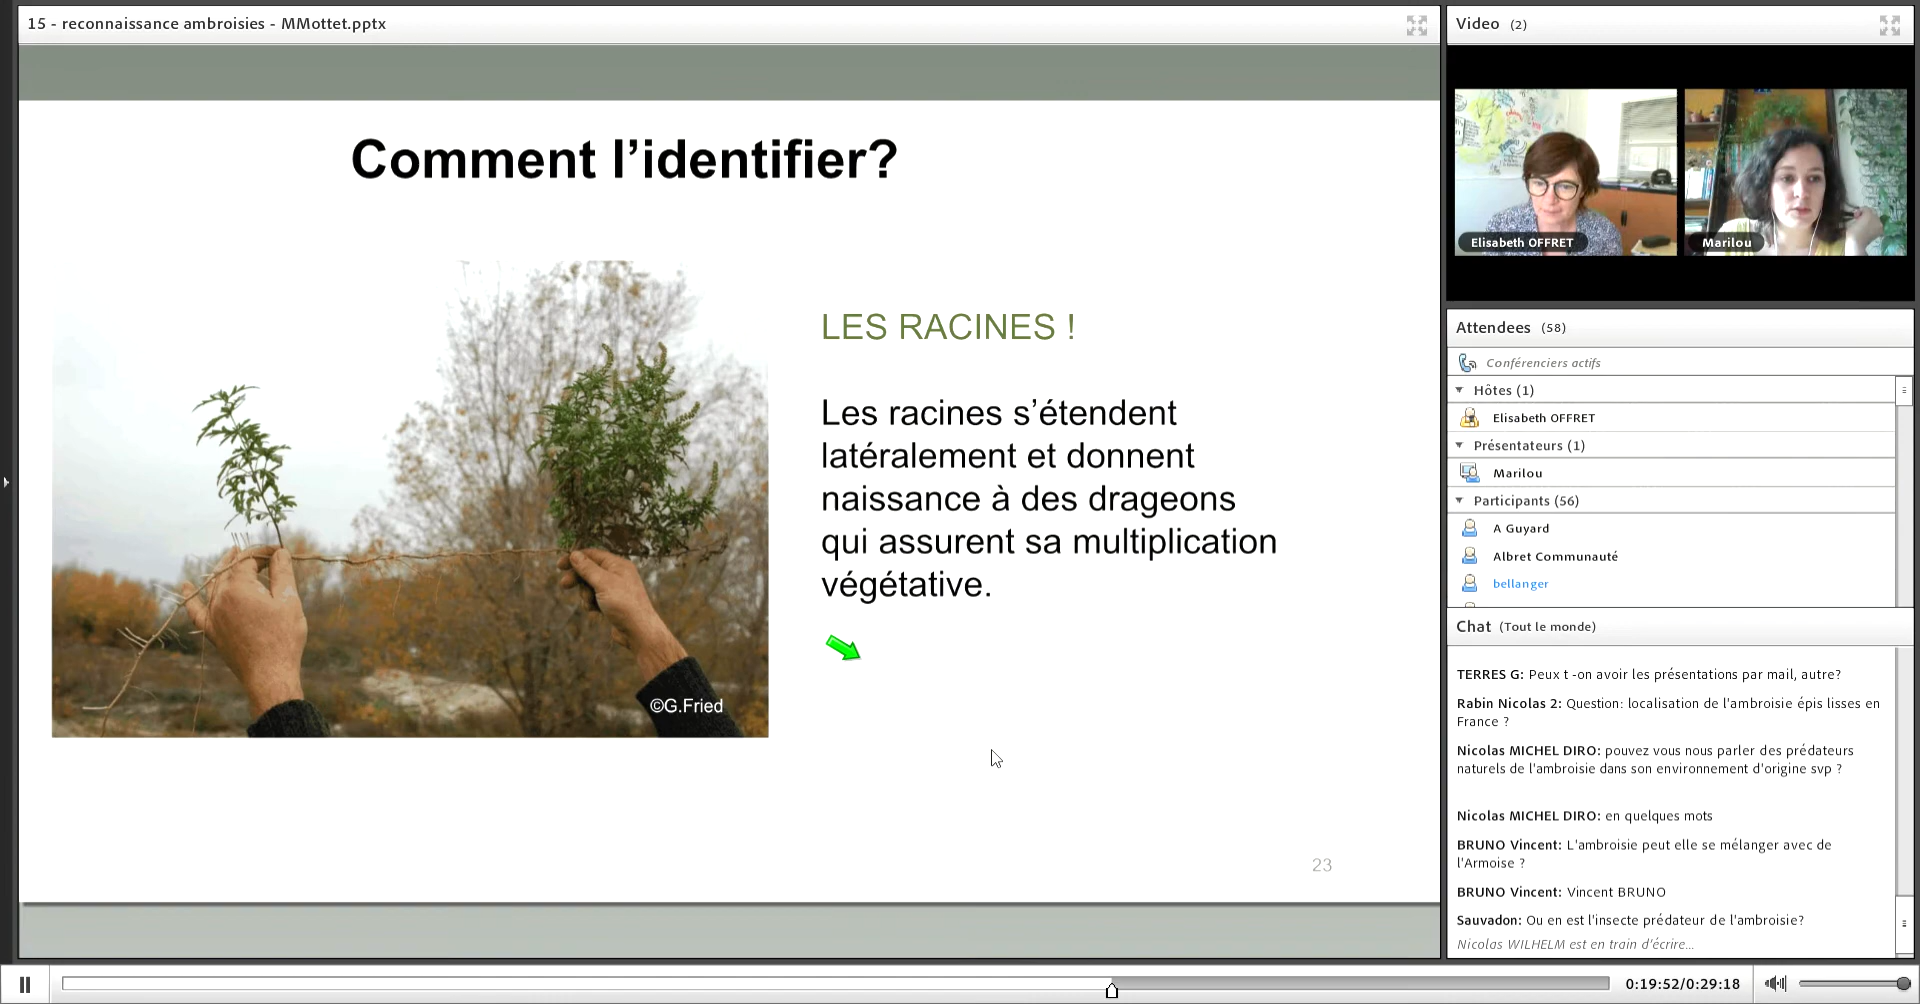 15 - reconnaissance ambroisies - MMottet.pptx
Comment l’identifier?
LES RACINES !
Les racines s’étendent
latéralement et donnent
naissance à des drageons
qui assurent sa multiplication
végétative.
©G.Fried
23
Video (2)
Elisabeth OFFRET
Marilou
Attendees (58)
Conférenciers actifs
Hôtes (1)
Elisabeth OFFRET
Présentateurs (1)
Marilou
Participants (56)
A Guyard
Albret Communauté
bellanger
Chat (Tout le monde)
TERRES G: Peux t -on avoir les présentations par mail, autre?
Rabin Nicolas 2: Question: localisation de l'ambroisie épis lisses en
France ?
Nicolas MICHEL DIRO: pouvez vous nous parler des prédateurs
naturels de l'ambroisie dans son environnement d'origine svp ?
Nicolas MICHEL DIRO: en quelques mots
BRUNO Vincent: L'ambroisie peut elle se mélanger avec de
l'Armoise ?
BRUNO Vincent: Vincent BRUNO
Sauvadon: Ou en est l'insecte prédateur de l'ambroisie?
Nicolas WILHELM est en train d'écrire...
0:19:52/0:29:18